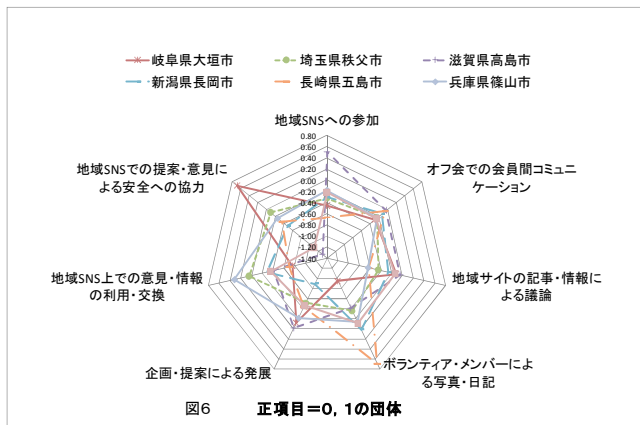 岐阜県大垣市 埼玉県秩父市 滋賀県高島市
新潟県長岡市 長崎県五島市 兵庫県篠山市
地域SNSへの参加
0.80
0.60
0.40
0.20
0.00
-0.20
-0.40
-0.60
-0.80
-1.00
-1.20
-1.40
オフ会での会員間コミュニ
ケーション
地域サイトの記事・情報に
よる議論
ボランティア・メンバーによ
る写真・日記
企画・提案による発展
地域SNS上での意見・情報
の利用・交換
地域SNSでの提案・意見に
よる安全への協力
図6 正項目=0, 1の団体